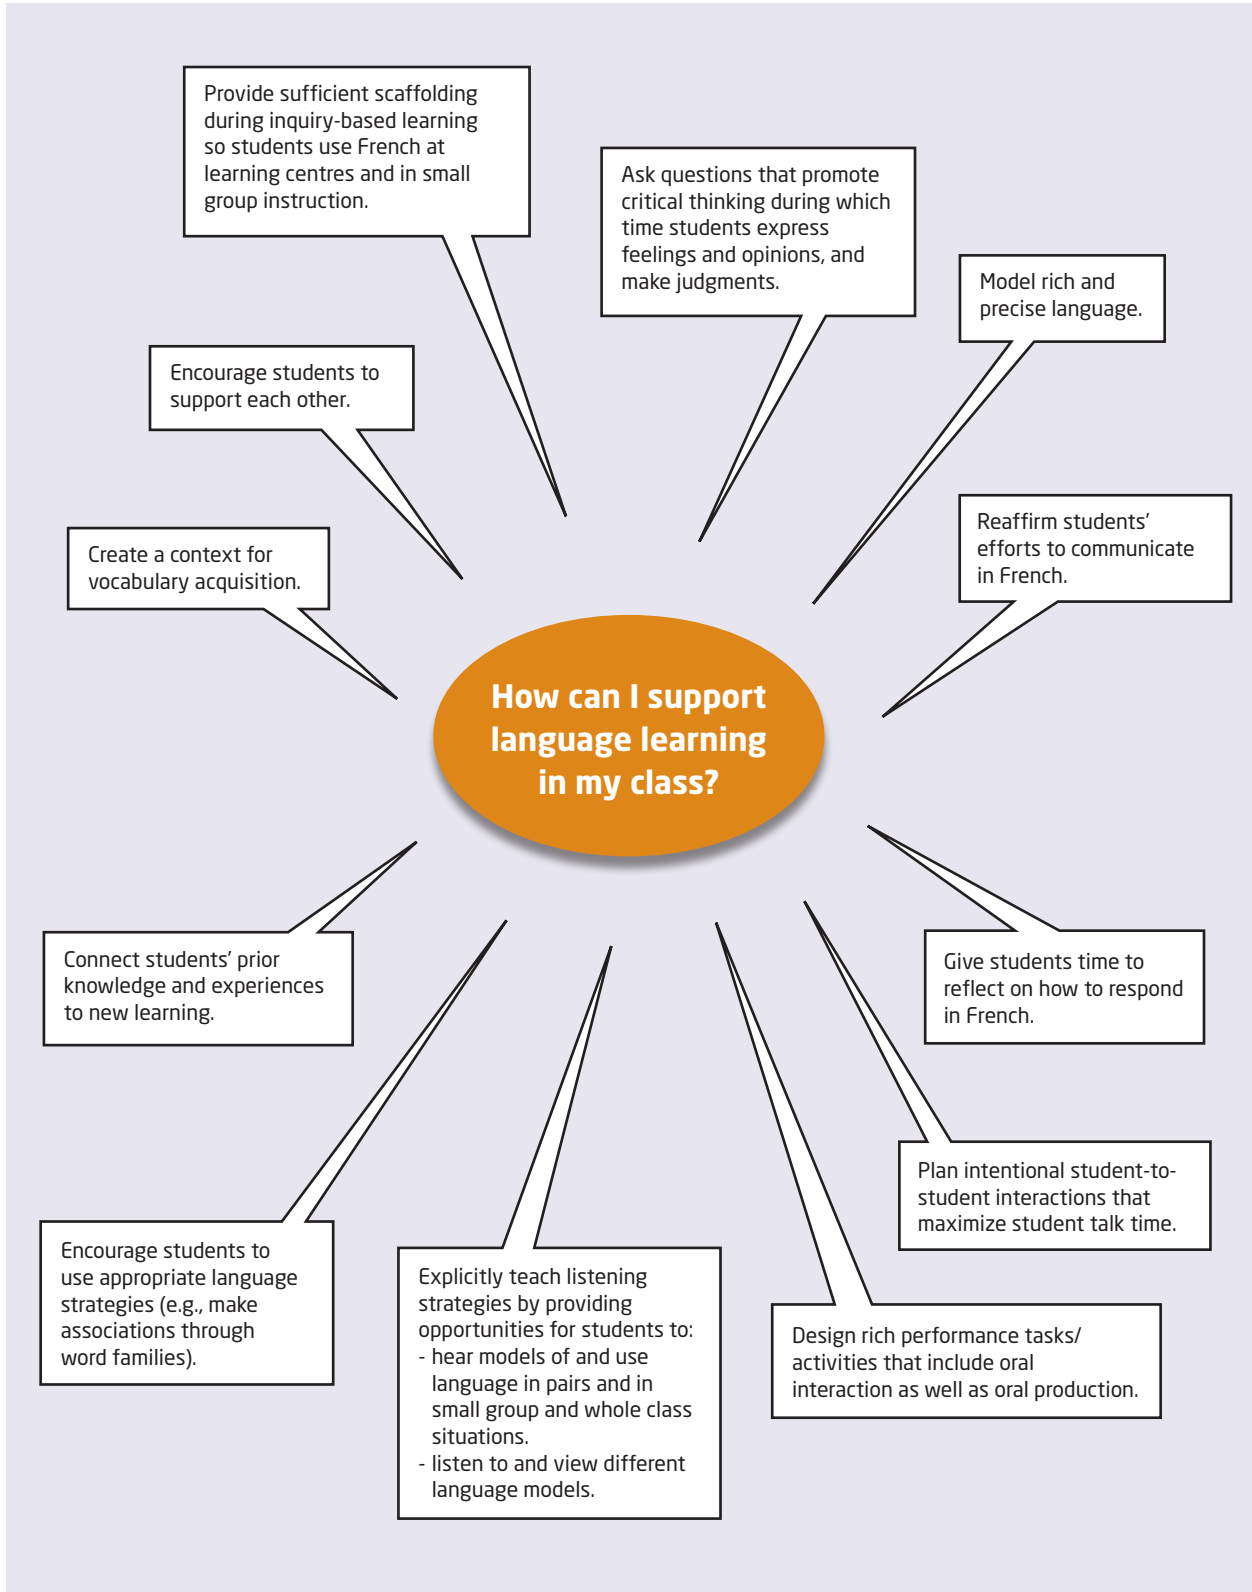 Provide sufficient scaffolding
during inquiry-based learning
so students use French at
learning centres and in small
group instruction.
Ask questions that promote
critical thinking during which
time students express
feelings and opinions, and
make judgments.
Model rich and
precise language.
Encourage students to
support each other.
Reaffirm students’
efforts to communicate
in French.
Create a context for
vocabulary acquisition.
How can I support
language learning
in my class?
Connect students’ prior
knowledge and experiences
to new learning.
Give students time to
reflect on how to respond
in French.
Plan intentional student-to-
student interactions that
maximize student talk time.
Encourage students to
use appropriate language
strategies (e.g., make
associations through
word families).
Explicitly teach listening
strategies by providing
opportunities for students to:
- hear models of and use
language in pairs and in
small group and whole class
situations.
- listen to and view different
language models.
Design rich performance tasks/
activities that include oral
interaction as well as oral production.